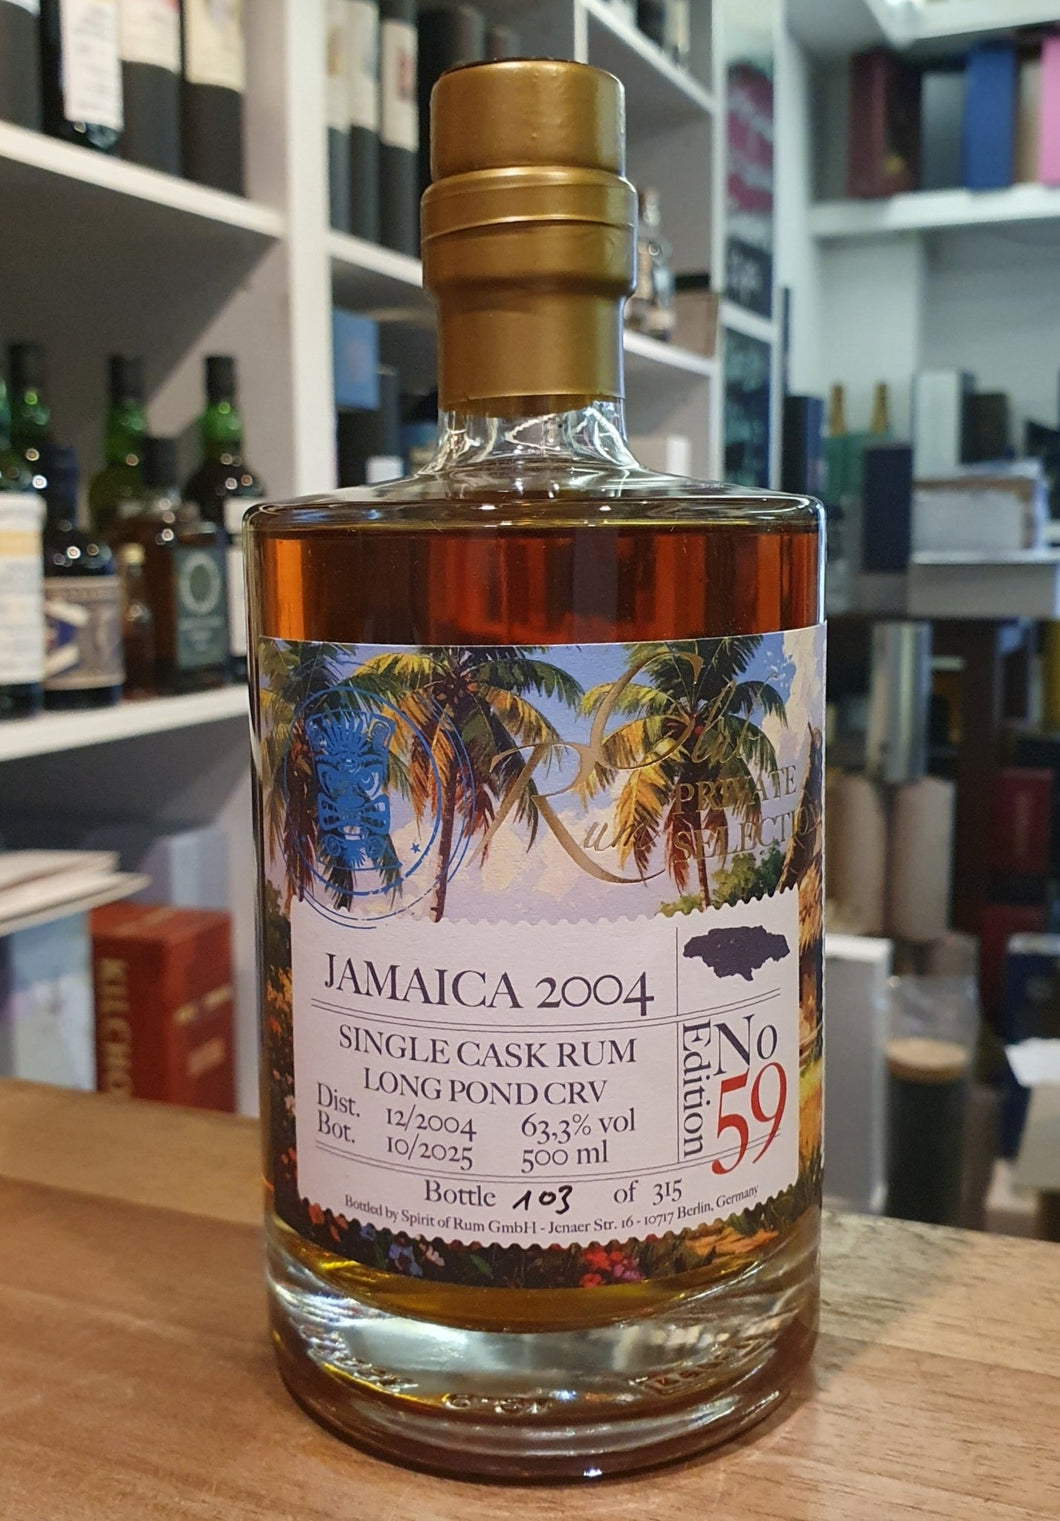 Rum Club
PRIVATE
SELECTION
JAMAICA 2004
SINGLE CASK RUM
LONG POND CRV
Dist. 12/2004 63,3% vol
Bot. 10/2025 500 ml
Edition No 59
Bottle 103 of 315
Bottled by Spirit of Rum GmbH - Jenaer Str. 16 - 10717 Berlin, Germany
KILCHO